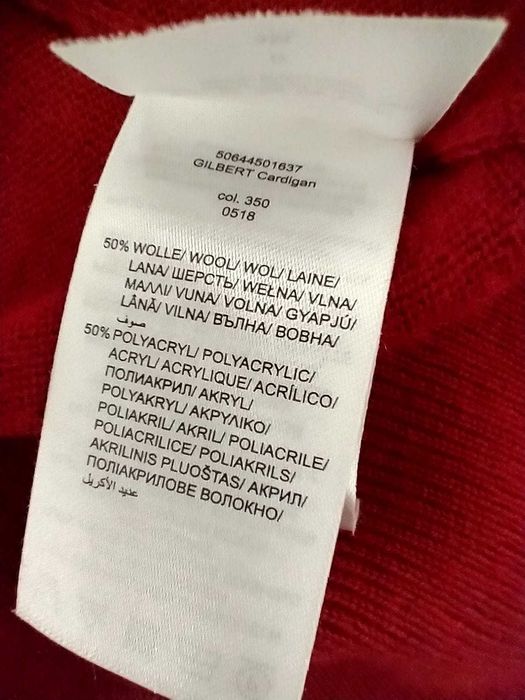 50644501637
GILBERT Cardigan
col. 350
0518
50% WOLLE/ WOOL/ WOL/ LAINE/
LANA/ ШЕРСТЬ/ WEŁNA/ VLNA/
ΜΑΛΛΙ/ VUNA/ VOLNA/ GYAPJÚ/
LÂNĂ/ VILNA/ ВЪЛНА/ ВОВНА/
صوف
50% POLYACRYL/ POLYACRYLIC/
ACRYL/ ACRYLIQUE/ ACRÍLICO/
ПОЛИАКРИЛ/ AKRYL/
POLYAKRYL/ ΑΚΡΥΛΙΚΟ/
POLIAKRIL/ AKRIL/ POLIACRILE/
POLIACRILICE/ POLIAKRILS/
AKRILINIS PLUOŠTAS/ АКРИЛ/
ПОЛІАКРИЛОВЕ ВОЛОКНО/
عديد الأكريل